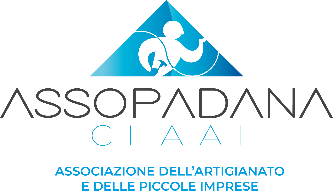 ASSOPADANA
CLAAI
ASSOCIAZIONE DELL'ARTIGIANATO
E DELLE PICCOLE IMPRESE